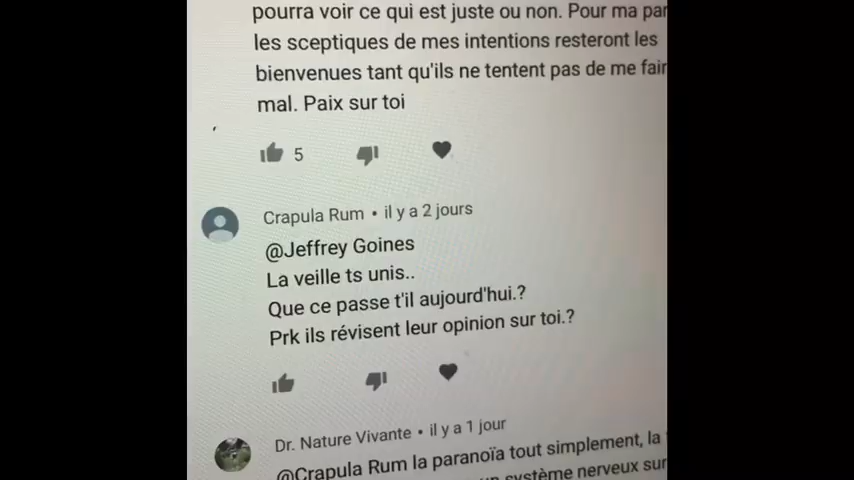 pourra voir ce qui est juste ou non. Pour ma
les sceptiques de mes intentions resteront les
bienvenues tant qu'ils ne tentent pas de me
mal. Paix sur toi
5
Crapula Rum • il y a 2 jours
@Jeffrey Goines
La veille ts unis..
Que ce passe t'il aujourd'hui.?
Prk ils révisent leur opinion sur toi.?
Dr. Nature Vivante • il y a 1 jour
@Crapula Rum la paranoïa tout simplement, la
système nerveux sur